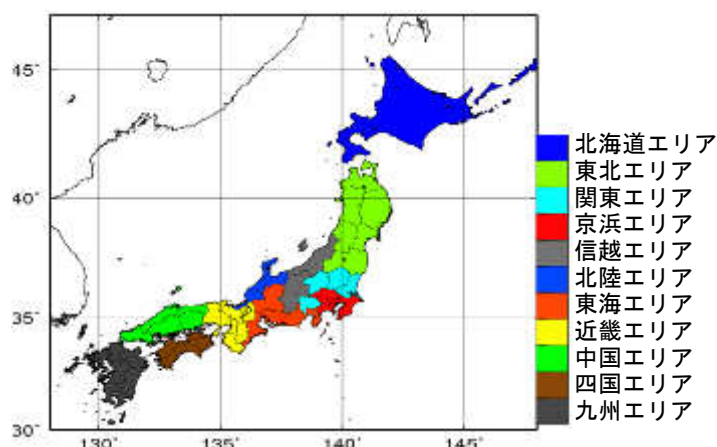 45°
40°
35°
30°
130°
135°
140°
145°
北海道エリア
東北エリア
関東エリア
京浜エリア
信越エリア
北陸エリア
東海エリア
近畿エリア
中国エリア
四国エリア
九州エリア